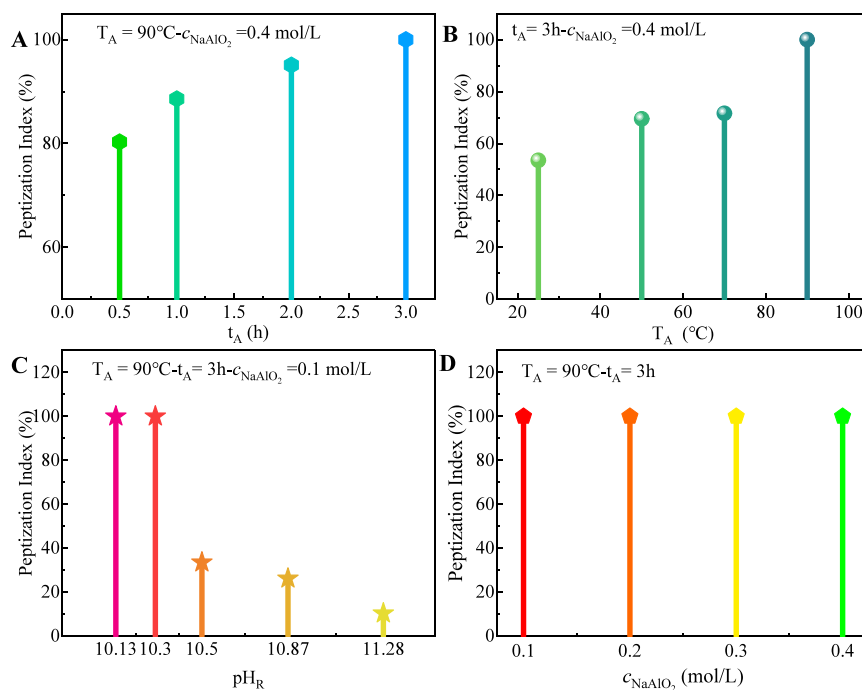 A
T_A = 90℃-c_NaAlO₂ =0.4 mol/L
Peptization Index (%)
100
80
60
0.0 0.5 1.0 1.5 2.0 2.5 3.0
t_A (h)
B
t_A= 3h-c_NaAlO₂ =0.4 mol/L
Peptization Index (%)
100
80
60
40
20
0
20 40 60 80 100
T_A (℃)
C
T_A = 90℃-t_A= 3h-c_NaAlO₂ =0.1 mol/L
Peptization Index (%)
120
100
80
60
40
20
0
10.13 10.3 10.5 10.87 11.28
pH_R
D
T_A = 90℃-t_A= 3h
Peptization Index (%)
120
100
80
60
40
20
0
0.1 0.2 0.3 0.4
c_NaAlO₂ (mol/L)